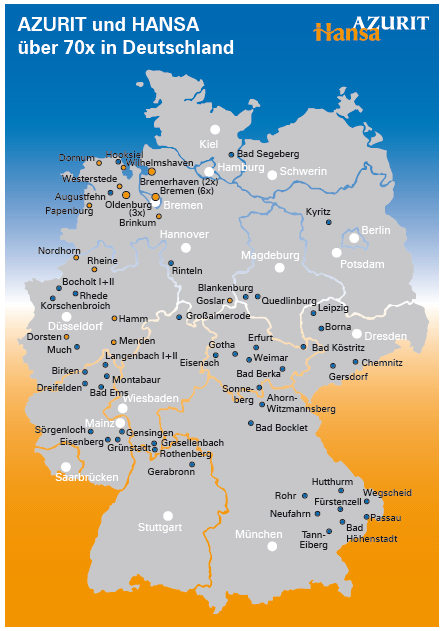 AZURIT und HANSA
über 70x in Deutschland
AZURIT
Hansa
Kiel
Dornum
Hooksiel
Wilhelmshaven
Bad Segeberg
Hamburg
Schwerin
Westerstede
Bremerhaven (2x)
Augustfehn
Bremen (6x)
Papenburg
Oldenburg
(3x)
Bremen
Brinkum
Kyritz
Berlin
Nordhorn
Hannover
Rheine
Rinteln
Magdeburg
Potsdam
Bocholt I+II
Rhede
Korschenbroich
Blankenburg
Goslar
Quedlinburg
Düsseldorf
Hamm
Großalmerode
Leipzig
Borna
Dresden
Dorsten
Menden
Much
Langenbach I+II
Gotha
Erfurt
Eisenach
Weimar
Bad Köstritz
Chemnitz
Birken
Montabaur
Bad Berka
Gersdorf
Dreifelden
Bad Ems
Sonne-
berg
Ahorn-
Witzmannsberg
Wiesbaden
Mainz
Bad Bocklet
Sörgenloch
Gensingen
Eisenberg
Grünstadt
Grasellenbach
Rothenberg
Gerabronn
Saarbrücken
Stuttgart
Hutthurm
Rohr
Fürstenzell
Wegscheid
Neufahrn
Passau
Tann-
Eiberg
Bad
Höhenstadt
München